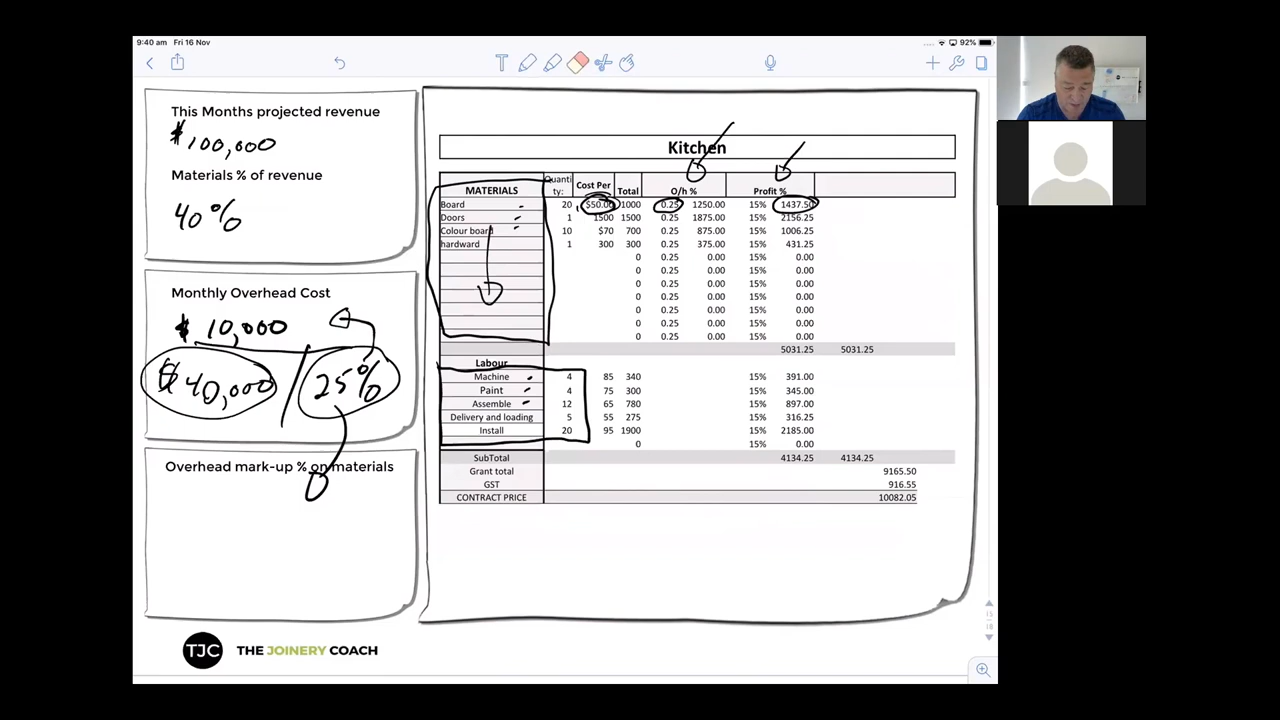 9:40 am Fri 16 Nov
92%
This Months projected revenue
$100,000
Materials % of revenue
40%
Monthly Overhead Cost
$ 10,000
$40,000 / 25%
Overhead mark-up % on materials
Kitchen
MATERIALS Quanti ty: Cost Per Total O/h % Profit %
Board 20 $50.00 1000 0.25 1250.00 15% 1437.50
Doors 1 1500 1500 0.25 1875.00 15% 2156.25
Colour board 10 $70 700 0.25 875.00 15% 1006.25
hardward 1 300 300 0.25 375.00 15% 431.25
0 0.25 0.00 15% 0.00
0 0.25 0.00 15% 0.00
0 0.25 0.00 15% 0.00
0 0.25 0.00 15% 0.00
0 0.25 0.00 15% 0.00
0 0.25 0.00 15% 0.00
0 0.25 0.00 15% 0.00
5031.25 5031.25
Labour
Machine 4 85 340 15% 391.00
Paint 4 75 300 15% 345.00
Assemble 12 65 780 15% 897.00
Delivery and loading 5 55 275 15% 316.25
Install 20 95 1900 15% 2185.00
0 15% 0.00
SubTotal 4134.25 4134.25
Grant total 9165.50
GST 916.55
CONTRACT PRICE 10082.05
15
18
TJC THE JOINERY COACH